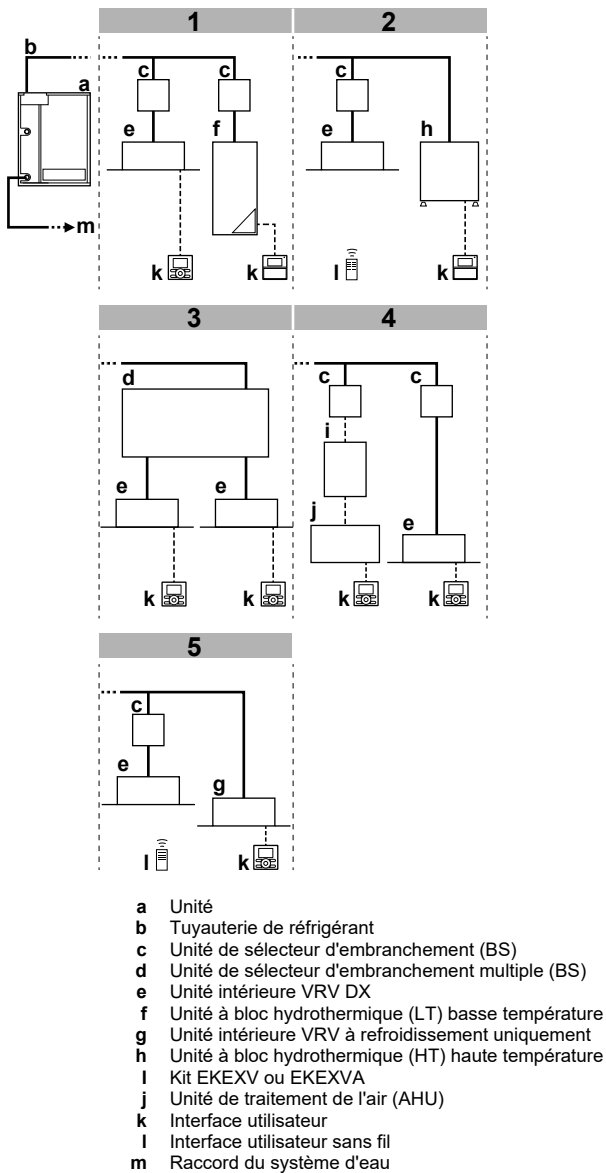 1 2
b
a
c c
e f
m
k k
c
e h
l k
3 4
d
e e
k k
c c
i
j
e
k k
5
c
e
g
l k
a Unité
b Tuyauterie de réfrigérant
c Unité de sélecteur d'embranchement (BS)
d Unité de sélecteur d'embranchement multiple (BS)
e Unité intérieure VRV DX
f Unité à bloc hydrothermique (LT) basse température
g Unité intérieure VRV à refroidissement uniquement
h Unité à bloc hydrothermique (HT) haute température
I Kit EKEXV ou EKEXVA
j Unité de traitement de l'air (AHU)
k Interface utilisateur
l Interface utilisateur sans fil
m Raccord du système d'eau